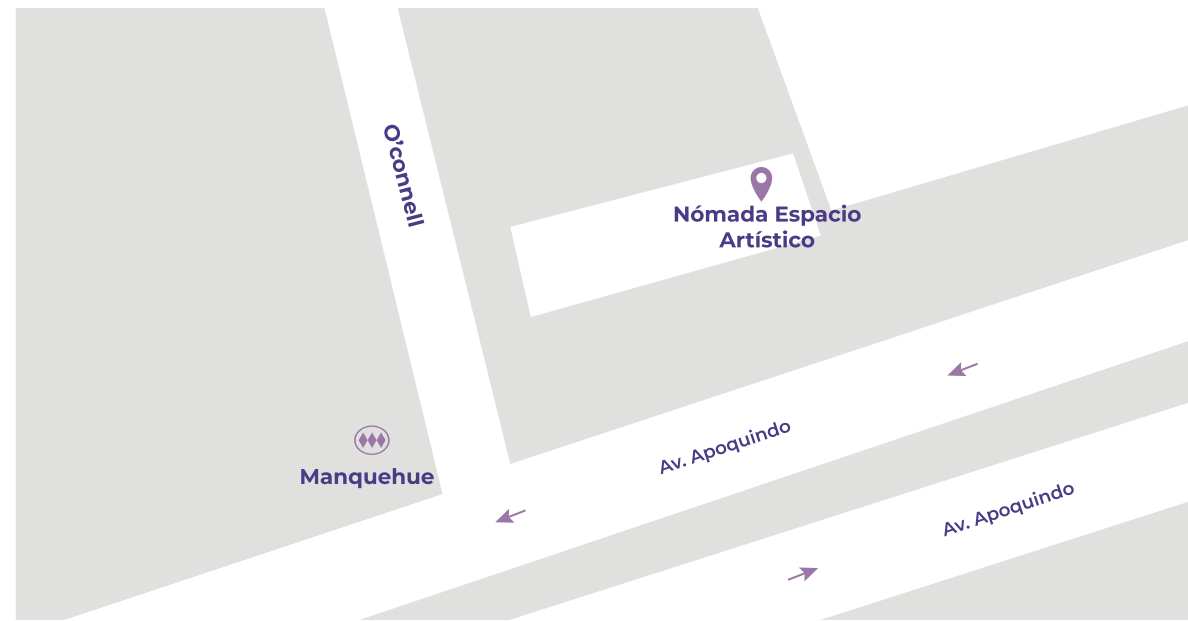 O'connell
Nómada Espacio
Artístico
Av. Apoquindo
Manquehue
Av. Apoquindo